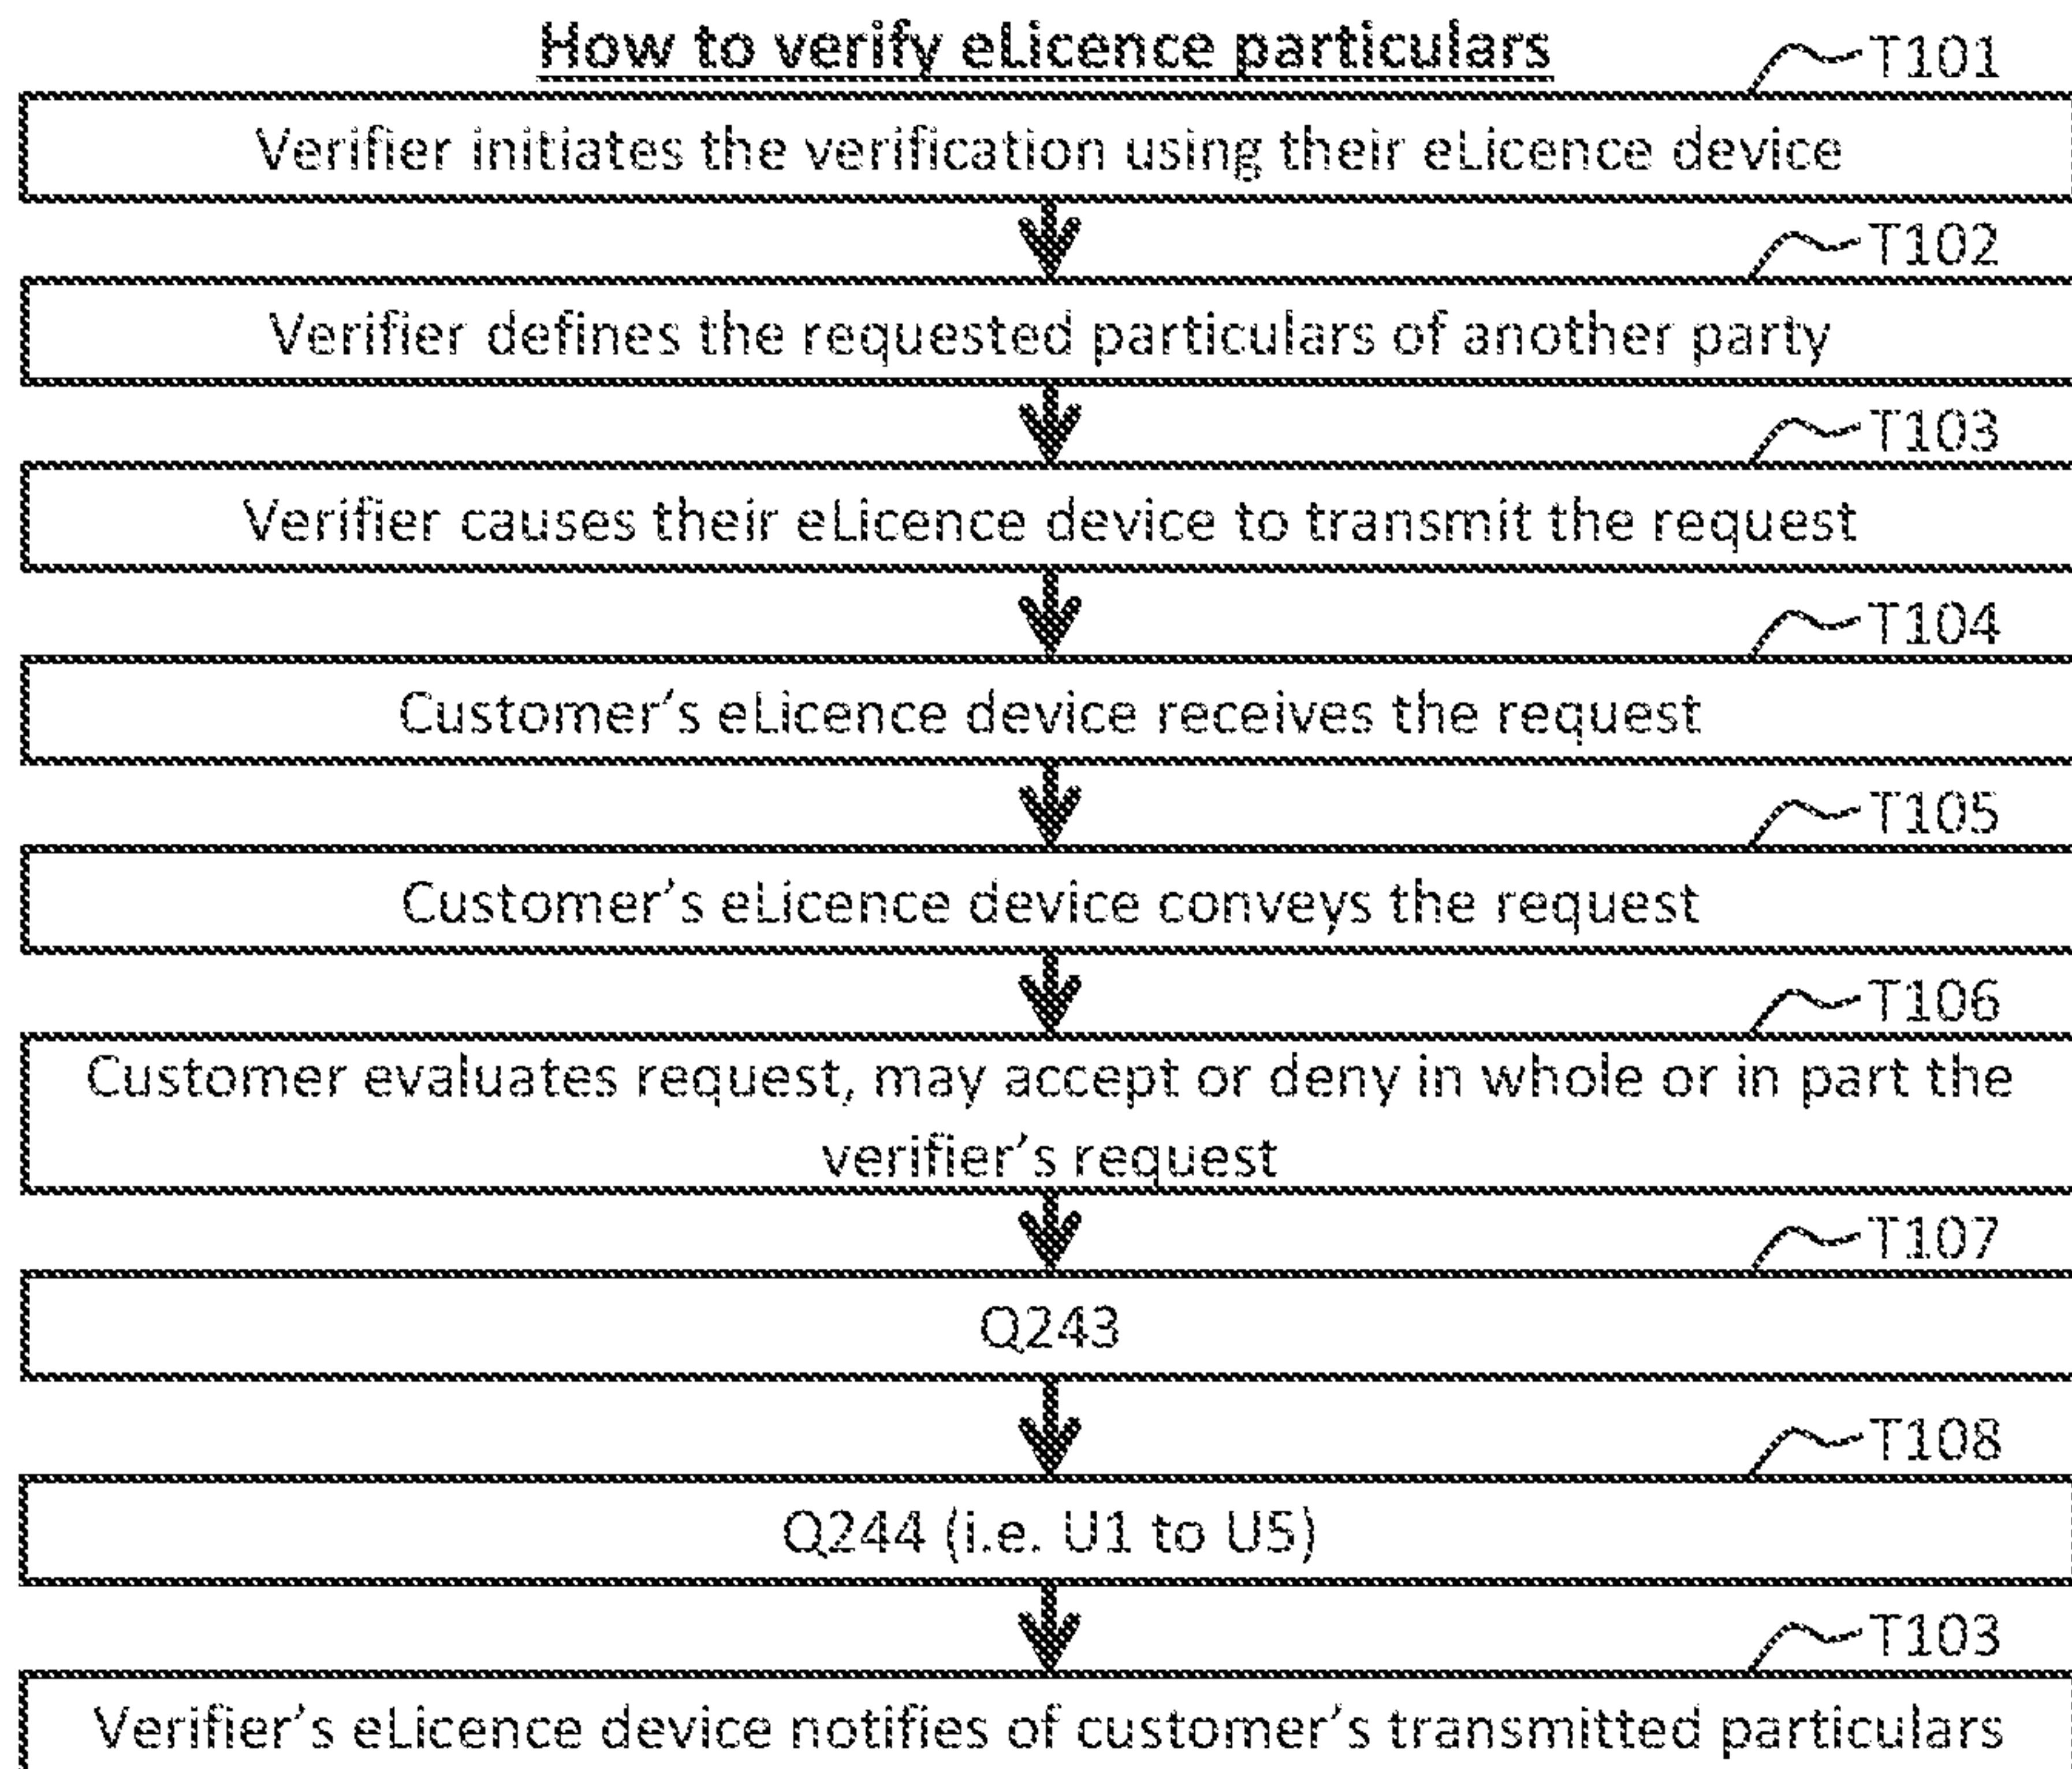 How to verify eLicence particulars
T101
Verifier initiates the verification using their eLicence device
T102
Verifier defines the requested particulars of another party
T103
Verifier causes their eLicence device to transmit the request
T104
Customer's eLicence device receives the request
T105
Customer's eLicence device conveys the request
T106
Customer evaluates request, may accept or deny in whole or in part the
verifier's request
T107
Q243
T108
Q244 (i.e. U1 to U5)
T103
Verifier's eLicence device notifies of customer's transmitted particulars